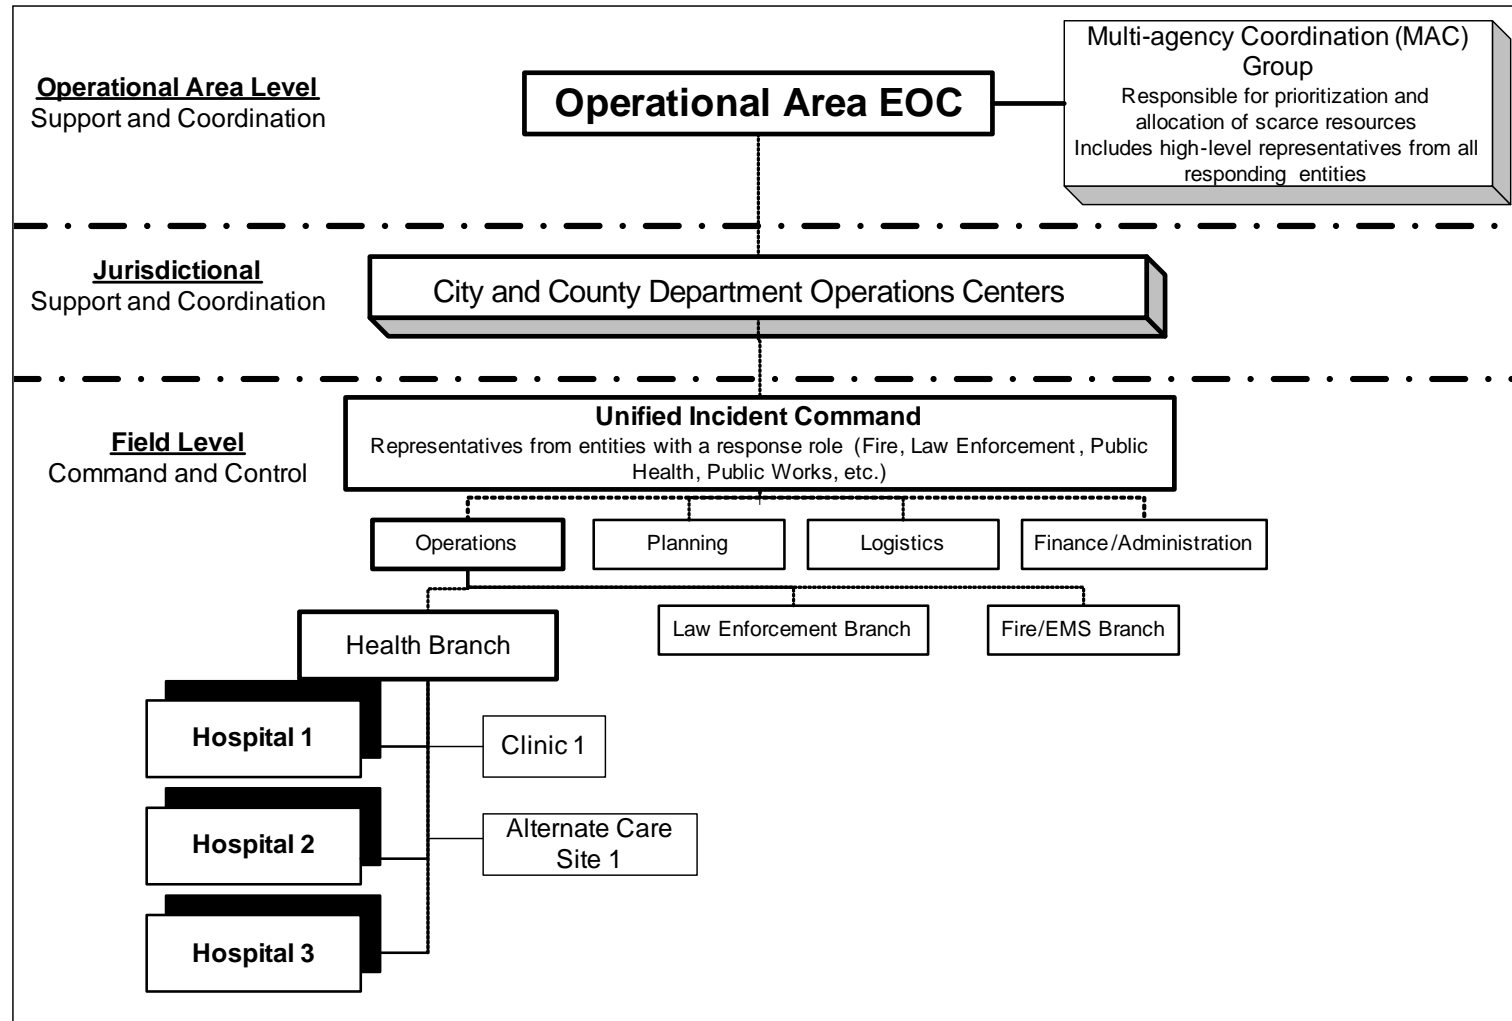 Multi-agency Coordination (MAC)
Group
Responsible for prioritization and
allocation of scarce resources
Includes high-level representatives from all
responding entities
Operational Area Level
Support and Coordination
Operational Area EOC
Jurisdictional
Support and Coordination
City and County Department Operations Centers
Field Level
Command and Control
Unified Incident Command
Representatives from entities with a response role (Fire, Law Enforcement, Public
Health, Public Works, etc.)
Operations
Planning
Logistics
Finance/Administration
Health Branch
Law Enforcement Branch
Fire/EMS Branch
Hospital 1
Clinic 1
Hospital 2
Alternate Care
Site 1
Hospital 3